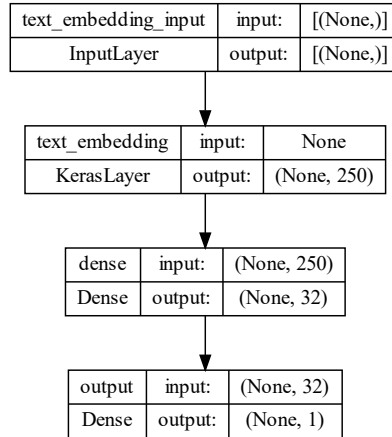 text_embedding_input input: [(None,)]
InputLayer output: [(None,)]
text_embedding input: None
KerasLayer output: (None, 250)
dense input: (None, 250)
Dense output: (None, 32)
output input: (None, 32)
Dense output: (None, 1)